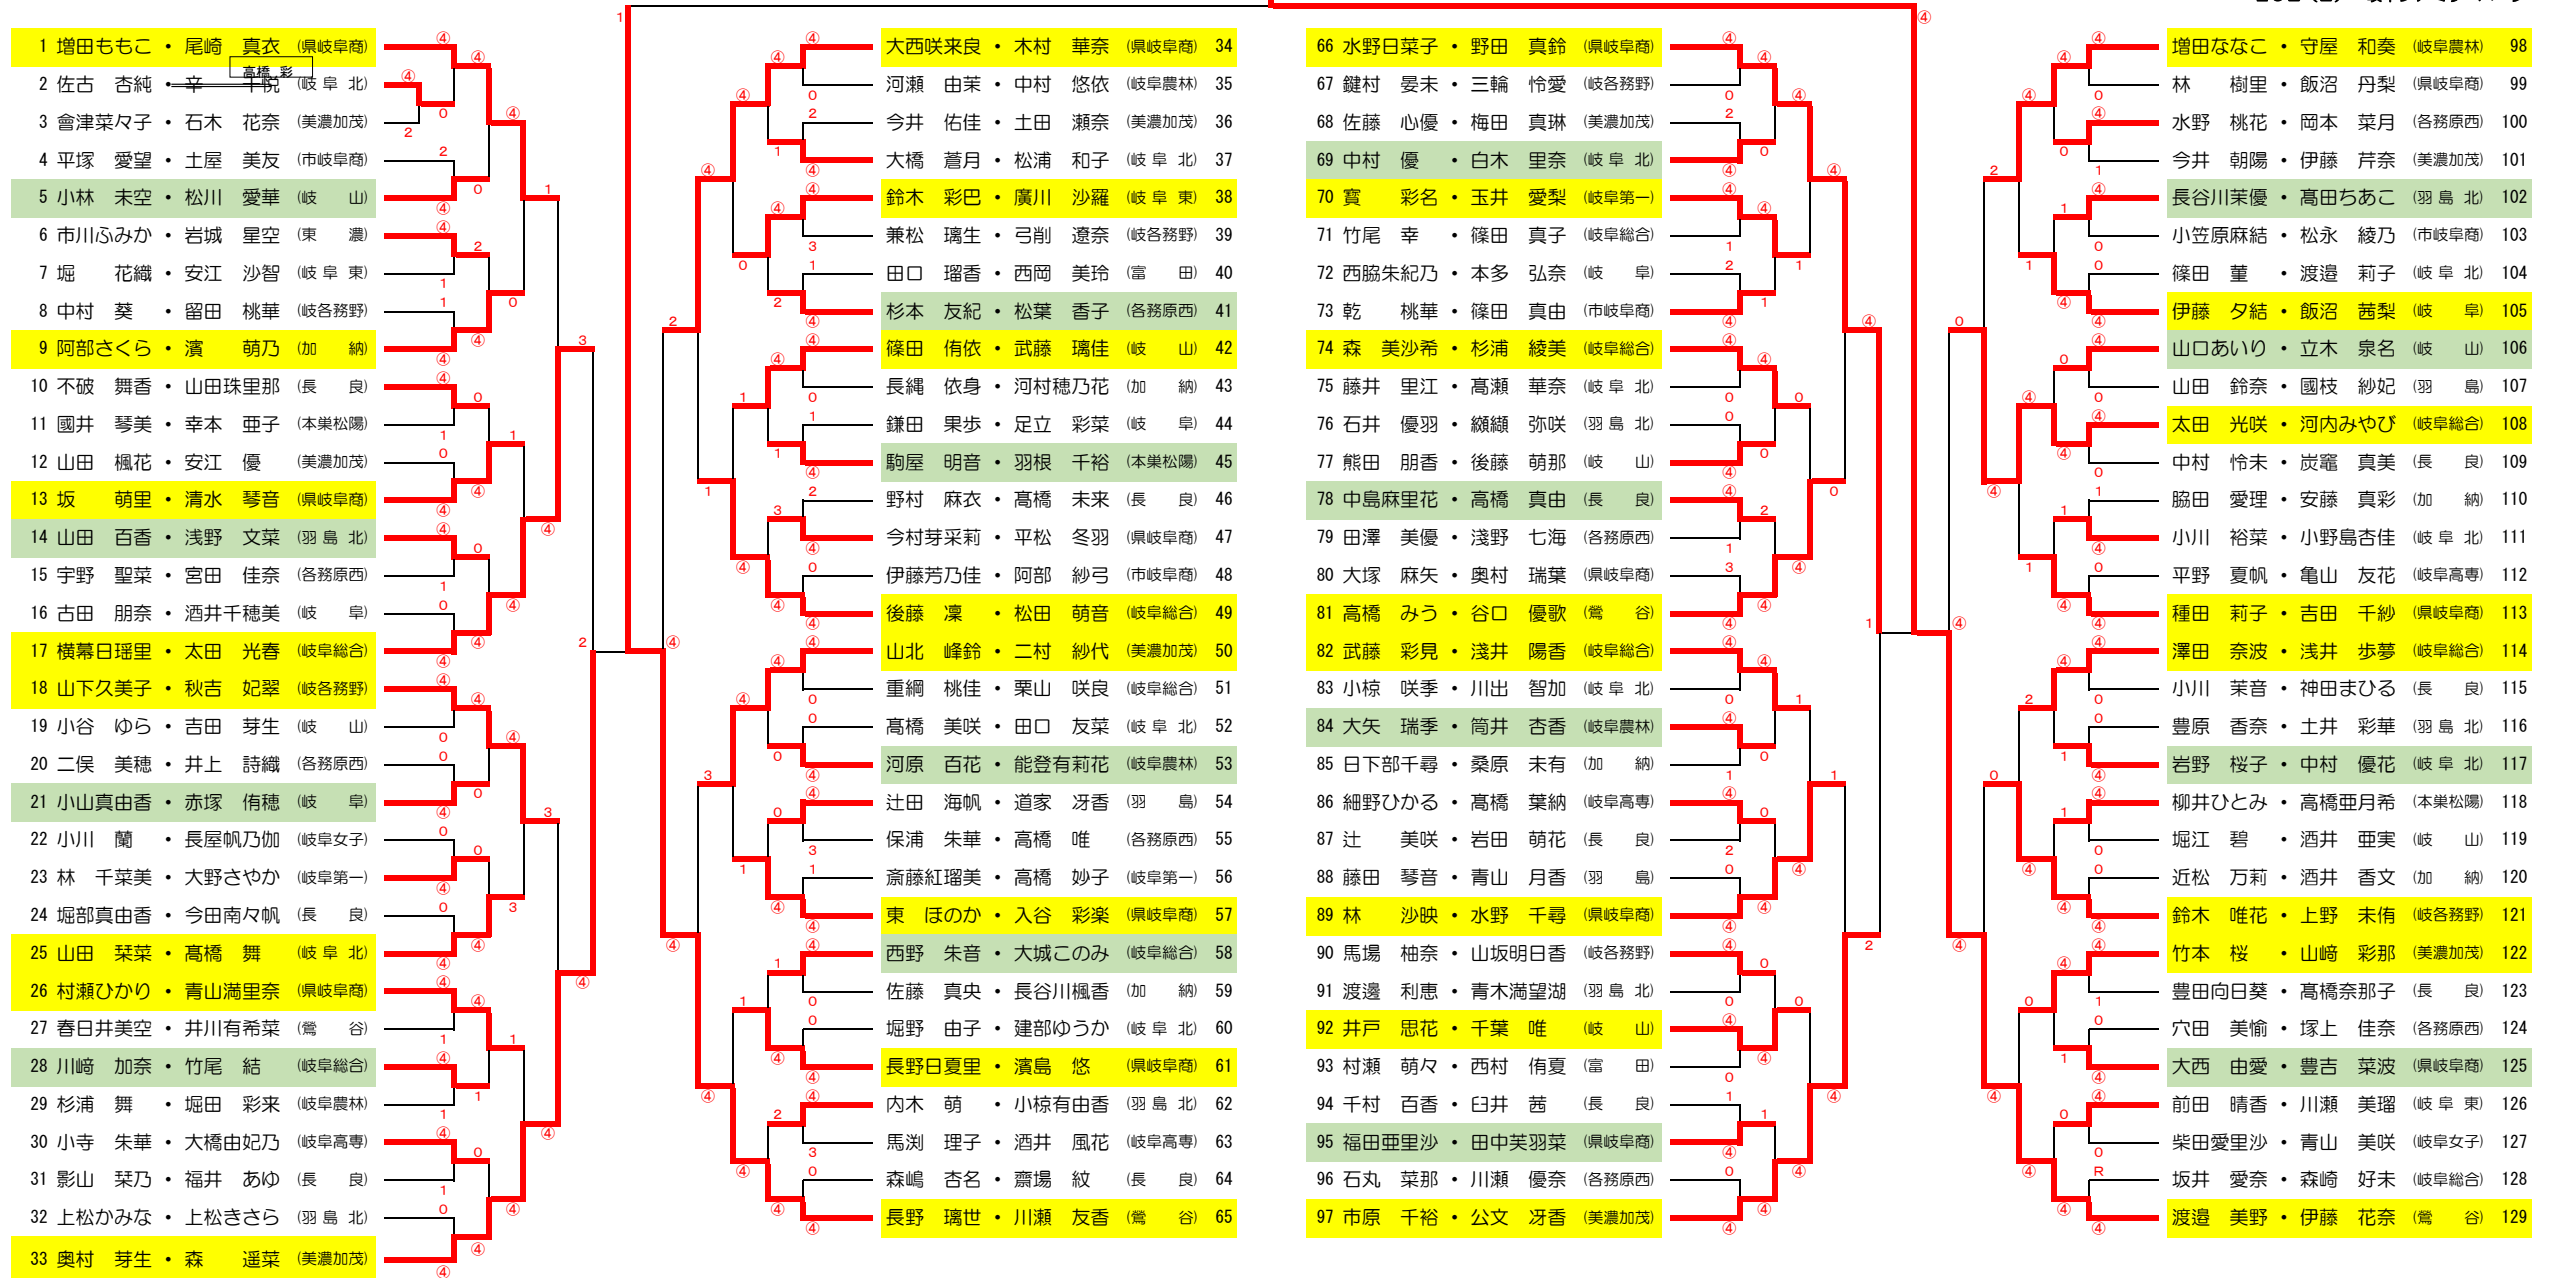 1 増田ももこ・尾崎 真衣 (県岐阜商)
高橋 彩
2 佐古 杏純・辛 千悦 (岐阜北)
3 會津菜々子・石木 花奈 (美濃加茂)
4 平塚 愛望・土屋 美友 (市岐阜商)
5 小林 未空・松川 愛華 (岐山)
6 市川ふみか・岩城 星空 (東濃)
7 堀 花織・安江 沙智 (岐阜東)
8 中村 葵・留田 桃華 (岐各務野)
9 阿部さくら・濱 萌乃 (加納)
10 不破 舞香・山田珠里那 (長良)
11 國井 琴美・幸本 亜子 (本巣松陽)
12 山田 楓花・安江 優 (美濃加茂)
13 坂 萌里・清水 琴音 (県岐阜商)
14 山田 百香・浅野 文菜 (羽島北)
15 宇野 聖菜・宮田 佳奈 (各務原西)
16 古田 朋奈・酒井千穂美 (岐阜)
17 横幕日瑶里・太田 光春 (岐阜総合)
18 山下久美子・秋吉 妃翠 (岐各務野)
19 小谷 ゆら・吉田 芽生 (岐山)
20 二俣 美穂・井上 詩織 (各務原西)
21 小山真由香・赤塚 侑穂 (岐阜)
22 小川 蘭・長屋帆乃伽 (岐阜女子)
23 林 千菜美・大野さやか (岐阜第一)
24 堀部真由香・今田南々帆 (長良)
25 山田 栞菜・髙橋 舞 (岐阜北)
26 村瀬ひかり・青山満里奈 (県岐阜商)
27 春日井美空・井川有希菜 (鶯谷)
28 川﨑 加奈・竹尾 結 (岐阜総合)
29 杉浦 舞・堀田 彩来 (岐阜農林)
30 小寺 朱華・大橋由妃乃 (岐阜高専)
31 影山 栞乃・福井 あゆ (長良)
32 上松かみな・上松きさら (羽島北)
33 奥村 芽生・森 遥菜 (美濃加茂)
大西咲来良・木村 華奈 (県岐阜商) 34
河瀬 由茉・中村 悠依 (岐阜農林) 35
今井 佑佳・土田 瀬奈 (美濃加茂) 36
大橋 蒼月・松浦 和子 (岐阜北) 37
鈴木 彩巴・廣川 沙羅 (岐阜東) 38
兼松 璃生・弓削 遼奈 (岐各務野) 39
田口 瑠香・西岡 美玲 (富田) 40
杉本 友紀・松葉 香子 (各務原西) 41
篠田 侑依・武藤 璃佳 (岐山) 42
長縄 依身・河村穂乃花 (加納) 43
鎌田 果歩・足立 彩菜 (岐阜) 44
駒屋 明音・羽根 千裕 (本巣松陽) 45
野村 麻衣・髙橋 未来 (長良) 46
今村芽采莉・平松 冬羽 (県岐阜商) 47
伊藤芳乃佳・阿部 紗弓 (市岐阜商) 48
後藤 凜・松田 萌音 (岐阜総合) 49
山北 峰鈴・二村 紗代 (美濃加茂) 50
重綱 桃佳・栗山 咲良 (岐阜総合) 51
髙橋 美咲・田口 友菜 (岐阜北) 52
河原 百花・能登有莉花 (岐阜農林) 53
辻田 海帆・道家 冴香 (羽島) 54
保浦 朱華・高橋 唯 (各務原西) 55
斎藤紅瑠美・高橋 妙子 (岐阜第一) 56
東 ほのか・入谷 彩楽 (県岐阜商) 57
西野 朱音・大城このみ (岐阜総合) 58
佐藤 真央・長谷川楓香 (加納) 59
堀野 由子・建部ゆうか (岐阜北) 60
長野日夏里・濱島 悠 (県岐阜商) 61
内木 萌・小椋有由香 (羽島北) 62
馬渕 理子・酒井 風花 (岐阜高専) 63
森嶋 杏名・齋場 紋 (長良) 64
長野 璃世・川瀬 友香 (鶯谷) 65
66 水野日菜子・野田 真鈴 (県岐阜商)
67 鍵村 晏未・三輪 怜愛 (岐各務野)
68 佐藤 心優・梅田 真琳 (美濃加茂)
69 中村 優・白木 里奈 (岐阜北)
70 寳 彩名・玉井 愛梨 (岐阜第一)
71 竹尾 幸・篠田 真子 (岐阜総合)
72 西脇朱紀乃・本多 弘奈 (岐阜)
73 乾 桃華・篠田 真由 (市岐阜商)
74 森 美沙希・杉浦 綾美 (岐阜総合)
75 藤井 里江・髙瀬 華奈 (岐阜北)
76 石井 優羽・纐纈 弥咲 (羽島北)
77 熊田 朋香・後藤 萌那 (岐山)
78 中島麻里花・高橋 真由 (長良)
79 田澤 美優・淺野 七海 (各務原西)
80 大塚 麻矢・奥村 瑞葉 (県岐阜商)
81 高橋 みう・谷口 優歌 (鶯谷)
82 武藤 彩見・淺井 陽香 (岐阜総合)
83 小椋 咲季・川出 智加 (岐阜北)
84 大矢 瑞季・筒井 杏香 (岐阜農林)
85 日下部千尋・桑原 未有 (加納)
86 細野ひかる・髙橋 葉納 (岐阜高専)
87 辻 美咲・岩田 萌花 (長良)
88 藤田 琴音・青山 月香 (羽島)
89 林 沙映・水野 千尋 (県岐阜商)
90 馬場 柚奈・山坂明日香 (岐各務野)
91 渡邊 利恵・青木満望湖 (羽島北)
92 井戸 思花・千葉 唯 (岐山)
93 村瀬 萌々・西村 侑夏 (富田)
94 千村 百香・臼井 茜 (長良)
95 福田亜里沙・田中芙羽菜 (県岐阜商)
96 石丸 菜那・川瀬 優奈 (各務原西)
97 市原 千裕・公文 冴香 (美濃加茂)
増田ななこ・守屋 和奏 (岐阜農林) 98
林 樹里・飯沼 丹梨 (県岐阜商) 99
水野 桃花・岡本 菜月 (各務原西) 100
今井 朝陽・伊藤 芹奈 (美濃加茂) 101
長谷川茉優・髙田ちあこ (羽島北) 102
小笠原麻結・松永 綾乃 (市岐阜商) 103
篠田 菫・渡邉 莉子 (岐阜北) 104
伊藤 夕結・飯沼 茜梨 (岐阜) 105
山口あいり・立木 泉名 (岐山) 106
山田 鈴奈・國枝 紗妃 (羽島) 107
太田 光咲・河内みやび (岐阜総合) 108
中村 怜未・炭竈 真美 (長良) 109
脇田 愛理・安藤 真彩 (加納) 110
小川 裕菜・小野島杏佳 (岐阜北) 111
平野 夏帆・亀山 友花 (岐阜高専) 112
種田 莉子・吉田 千紗 (県岐阜商) 113
澤田 奈波・浅井 歩夢 (岐阜総合) 114
小川 茉音・神田まひる (長良) 115
豊原 香奈・土井 彩華 (羽島北) 116
岩野 桜子・中村 優花 (岐阜北) 117
柳井ひとみ・高橋亜月希 (本巣松陽) 118
堀江 碧・酒井 亜実 (岐山) 119
近松 万莉・酒井 香文 (加納) 120
鈴木 唯花・上野 未侑 (岐各務野) 121
竹本 桜・山﨑 彩那 (美濃加茂) 122
豊田向日葵・髙橋奈那子 (長良) 123
穴田 美愉・塚上 佳奈 (各務原西) 124
大西 由愛・豊吉 菜波 (県岐阜商) 125
前田 晴香・川瀬 美瑠 (岐阜東) 126
柴田愛里沙・青山 美咲 (岐阜女子) 127
坂井 愛奈・森崎 好未 (岐阜総合) 128
渡邉 美野・伊藤 花奈 (鶯谷) 129